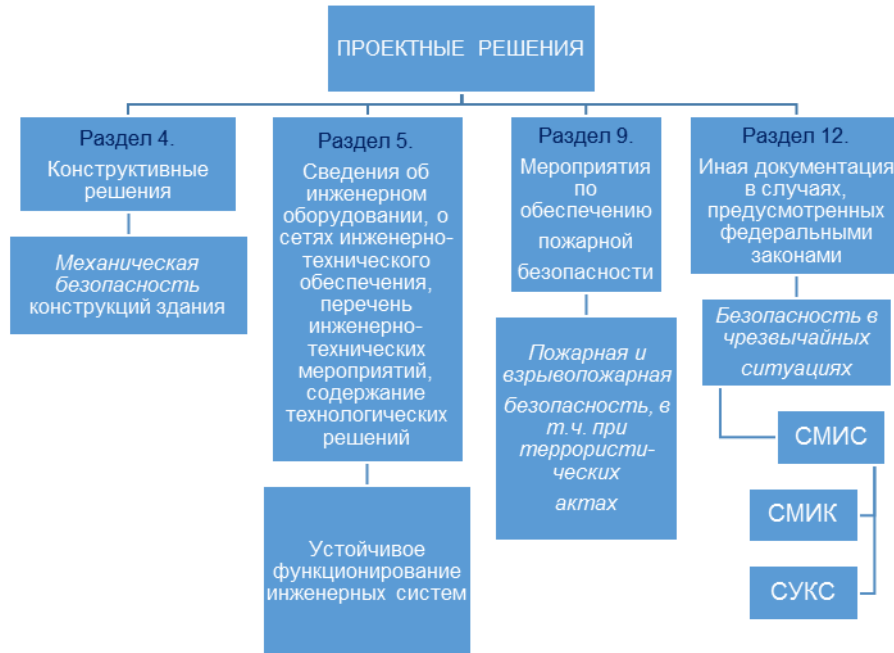 ПРОЕКТНЫЕ РЕШЕНИЯ
Раздел 4.
Конструктивные
решения
Механическая
безопасность
конструкций здания
Раздел 5.
Сведения об
инженерном
оборудовании, о
сетях инженерно-
технического
обеспечения,
перечень
инженерно-
технических
мероприятий,
содержание
технологических
решений
Устойчивое
функционирование
инженерных систем
Раздел 9.
Мероприятия
по
обеспечению
пожарной
безопасности
Пожарная и
взрывопожарная
безопасность, в
т.ч. при
террористи-
ческих
актах
Раздел 12.
Иная документация
в случаях,
предусмотренных
федеральными
законами
Безопасность в
чрезвычайных
ситуациях
СМИС
СМИК
СУКС